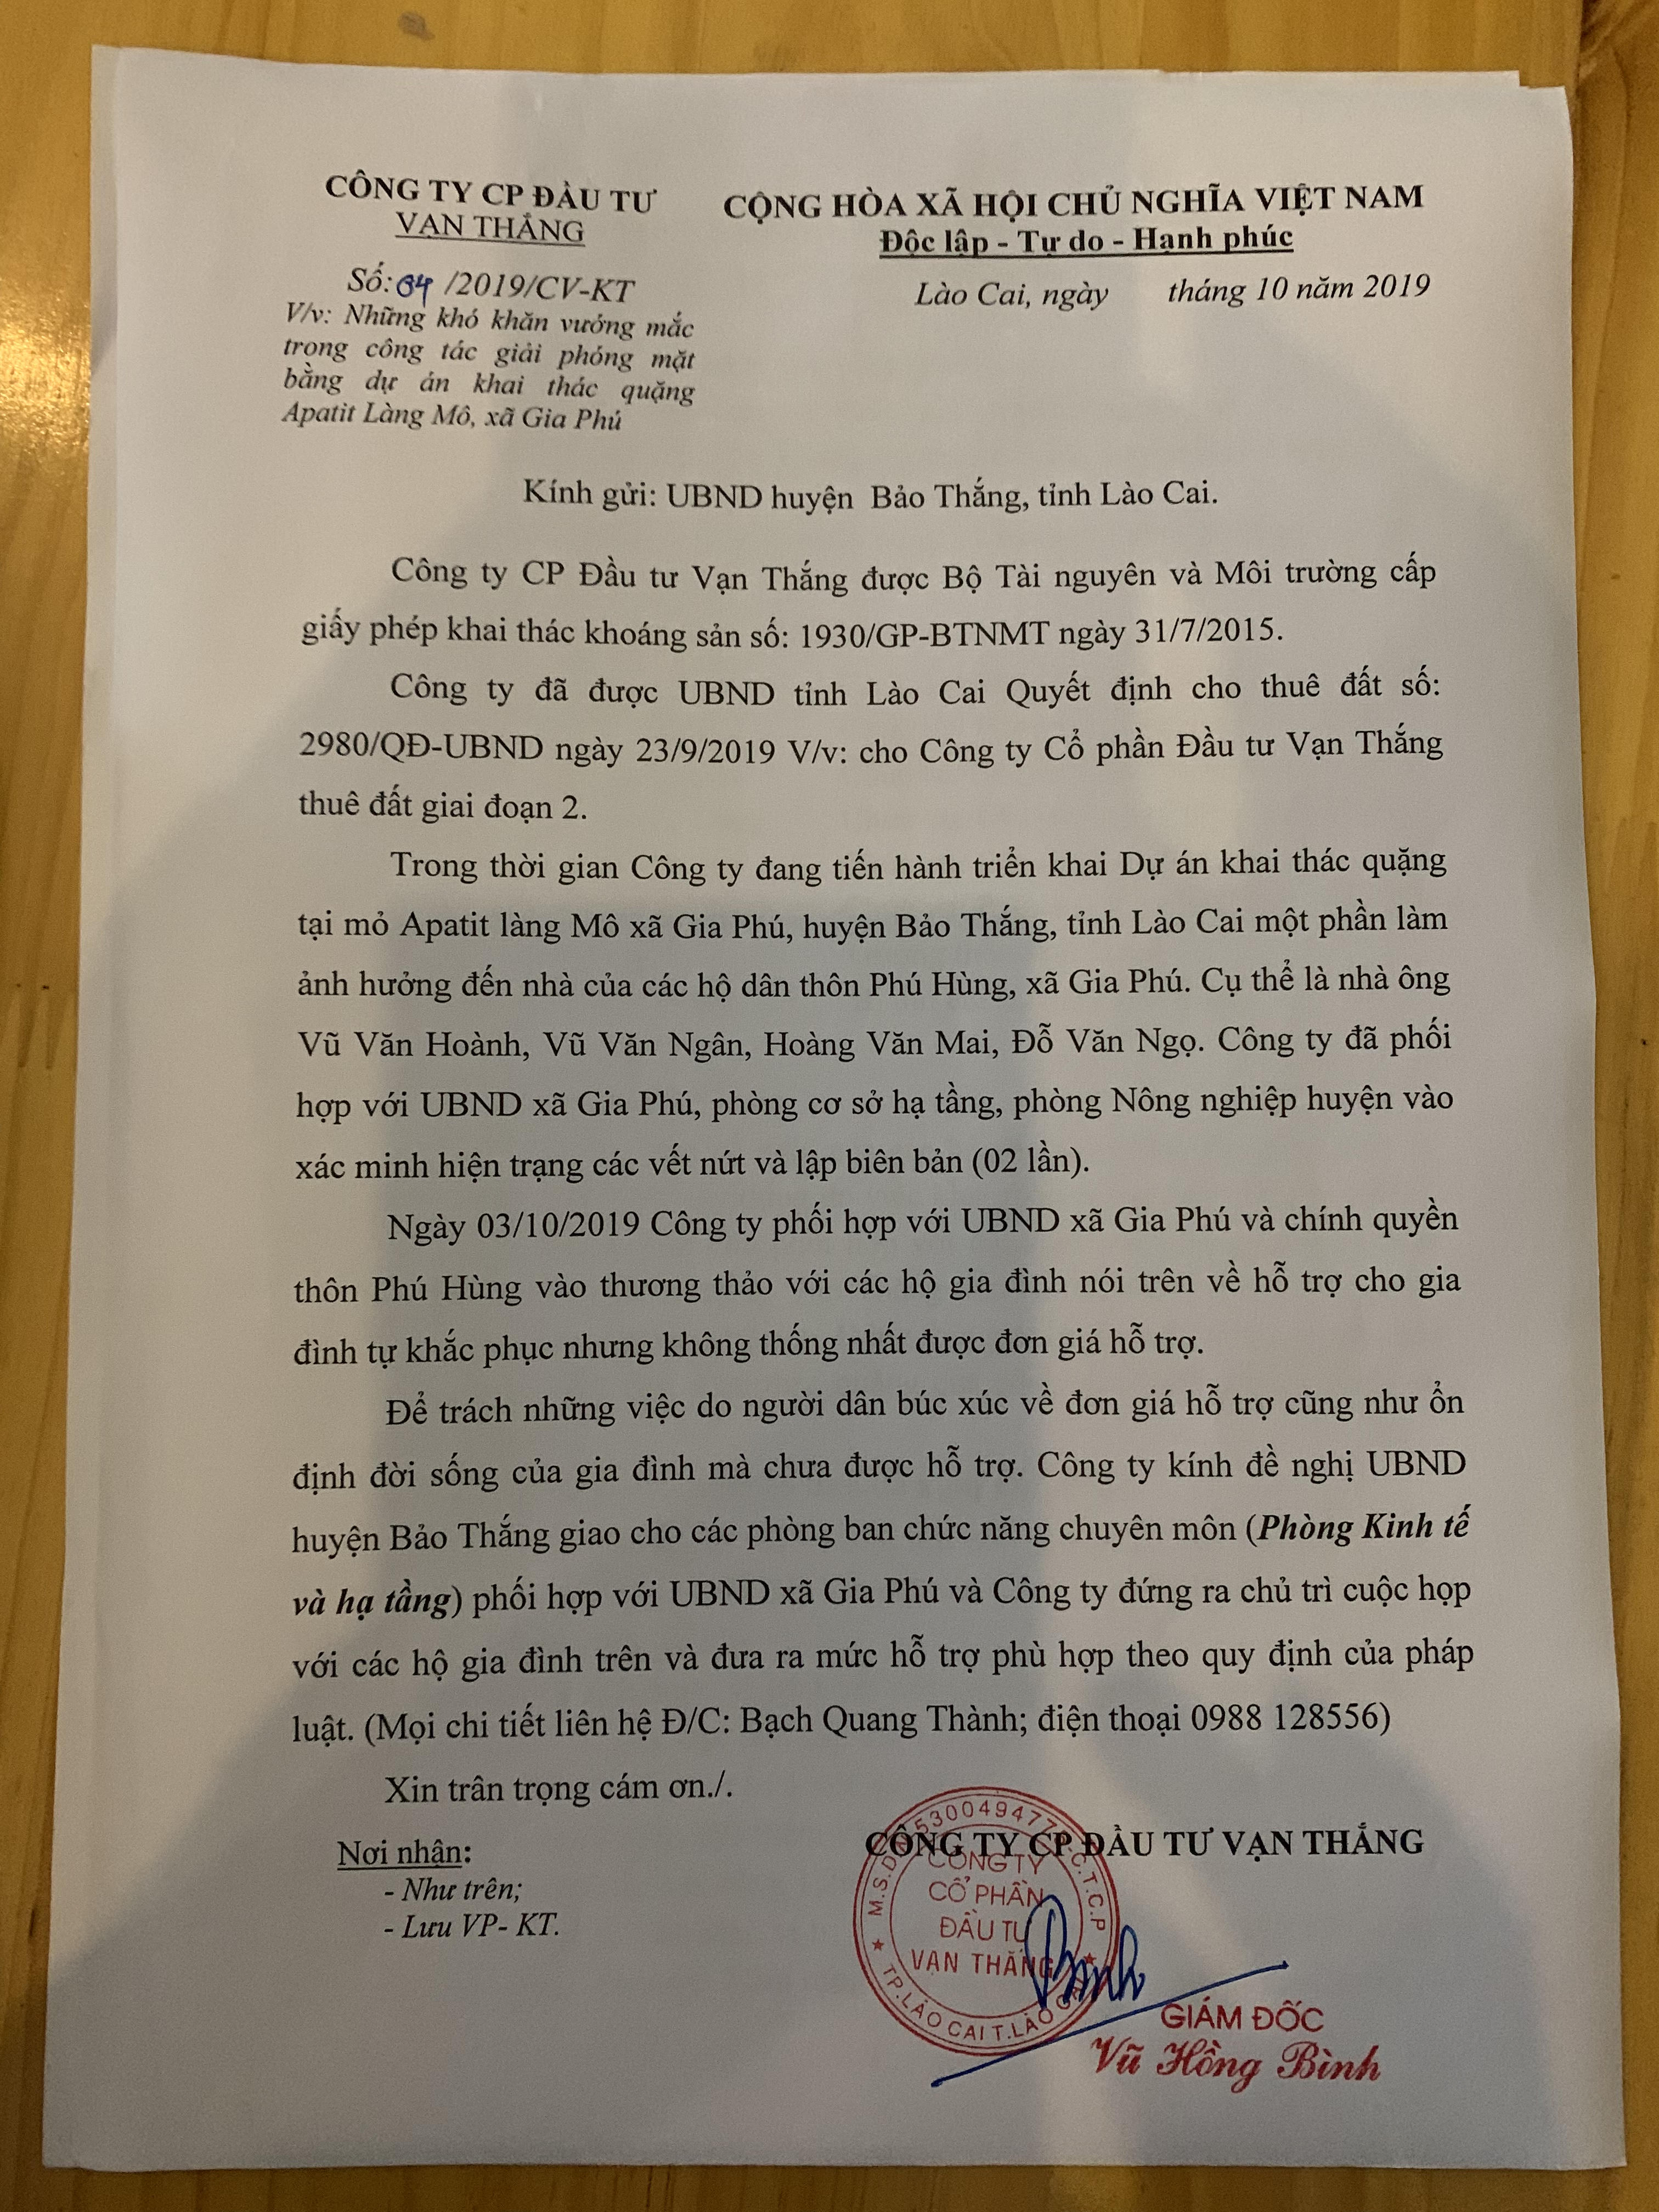 CÔNG TY CP ĐẦU TƯ
VẠN THẮNG
CỘNG HÒA XÃ HỘI CHỦ NGHĨA VIỆT NAM
Độc lập - Tự do - Hạnh phúc
Số: 04 /2019/CV-KT
Lào Cai, ngày tháng 10 năm 2019
V/v: Những khó khăn vướng mắc
trong công tác giải phóng mặt
bằng dự án khai thác quặng
Apatit Làng Mô, xã Gia Phú
Kính gửi: UBND huyện Bảo Thắng, tỉnh Lào Cai.
Công ty CP Đầu tư Vạn Thắng được Bộ Tài nguyên và Môi trường cấp
giấy phép khai thác khoáng sản số: 1930/GP-BTNMT ngày 31/7/2015.
Công ty đã được UBND tỉnh Lào Cai Quyết định cho thuê đất số:
2980/QĐ-UBND ngày 23/9/2019 V/v: cho Công ty Cổ phần Đầu tư Vạn Thắng
thuê đất giai đoạn 2.
Trong thời gian Công ty đang tiến hành triển khai Dự án khai thác quặng
tại mỏ Apatit làng Mô xã Gia Phú, huyện Bảo Thắng, tỉnh Lào Cai một phần làm
ảnh hưởng đến nhà của các hộ dân thôn Phú Hùng, xã Gia Phú. Cụ thể là nhà ông
Vũ Văn Hoành, Vũ Văn Ngân, Hoàng Văn Mai, Đỗ Văn Ngọ. Công ty đã phối
hợp với UBND xã Gia Phú, phòng cơ sở hạ tầng, phòng Nông nghiệp huyện vào
xác minh hiện trạng các vết nứt và lập biên bản (02 lần).
Ngày 03/10/2019 Công ty phối hợp với UBND xã Gia Phú và chính quyền
thôn Phú Hùng vào thương thảo với các hộ gia đình nói trên về hỗ trợ cho gia
đình tự khắc phục nhưng không thống nhất được đơn giá hỗ trợ.
Để trách những việc do người dân búc xúc về đơn giá hỗ trợ cũng như ổn
định đời sống của gia đình mà chưa được hỗ trợ. Công ty kính đề nghị UBND
huyện Bảo Thắng giao cho các phòng ban chức năng chuyên môn (Phòng Kinh tế
và hạ tầng) phối hợp với UBND xã Gia Phú và Công ty đứng ra chủ trì cuộc họp
với các hộ gia đình trên và đưa ra mức hỗ trợ phù hợp theo quy định của pháp
luật. (Mọi chi tiết liên hệ Đ/C: Bạch Quang Thành; điện thoại 0988 128556)
Xin trân trọng cám ơn./.
Nơi nhận:
- Như trên;
- Lưu VP- KT.
CÔNG TY CP ĐẦU TƯ VẠN THẮNG
CÔNG TY
CỔ PHẦN
ĐẦU TƯ
VẠN THẮNG
TP.LÀO CAI T.LÀO
GIÁM ĐỐC
Vũ Hồng Bình